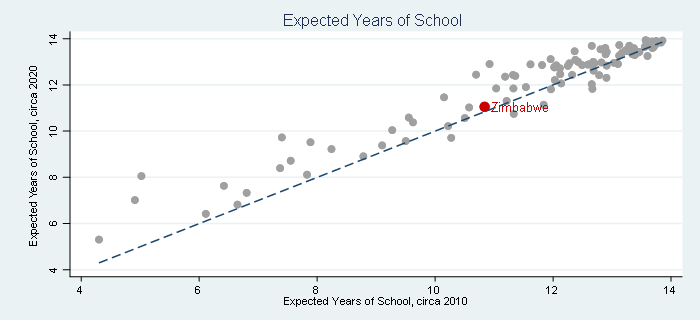 Expected Years of School
Expected Years of School, circa 2020
14
12
10
8
6
4
Zimbabwe
4 6 8 10 12 14
Expected Years of School, circa 2010